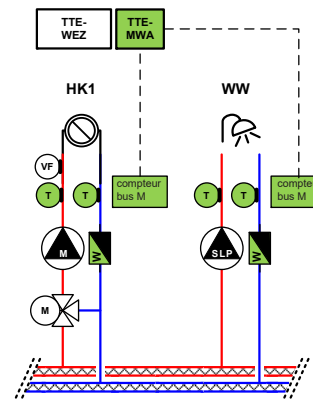 TTE-
WEZ
TTE-
MWA
HK1
WW
VF
T
T
compteur
bus M
T
T
compteur
bus M
M
W
SLP
W
M